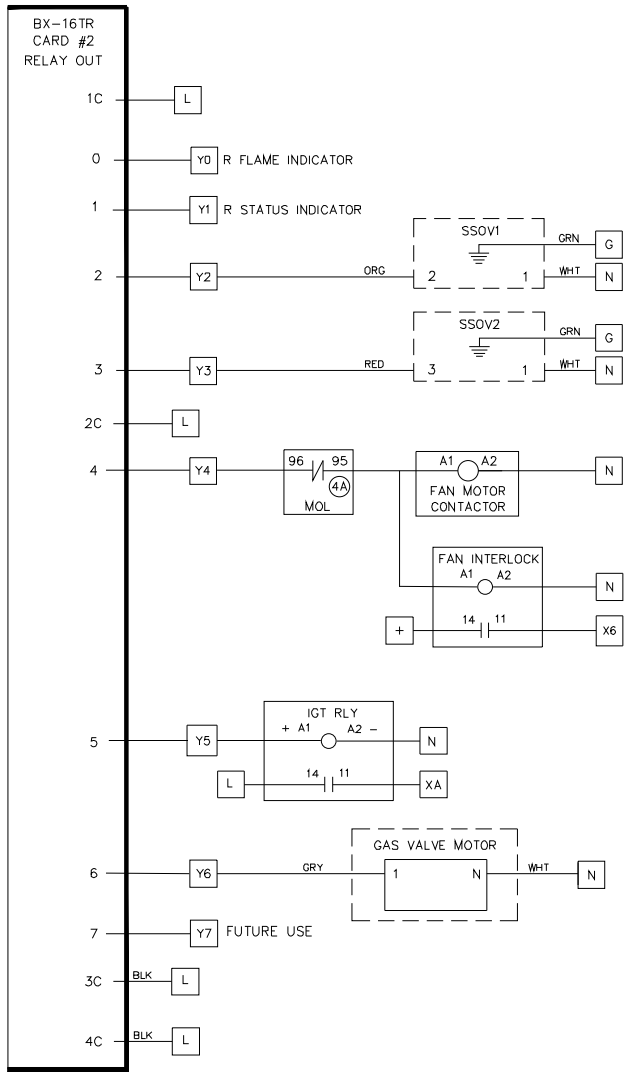 BX-16TR
CARD #2
RELAY OUT
1C L
0 Y0 R FLAME INDICATOR
1 Y1 R STATUS INDICATOR
SSOV1
GRN G
2 Y2 ORG 2 1 WHT N
SSOV2
GRN G
3 Y3 RED 3 1 WHT N
2C L
4 Y4 96 95 A1 A2 N
4A
MOL
FAN MOTOR
CONTACTOR
FAN INTERLOCK
A1 A2 N
+ 14 11 X6
IGT RLY
5 Y5 + A1 A2 - N
L 14 11 XA
GAS VALVE MOTOR
6 Y6 GRY 1 N WHT N
7 Y7 FUTURE USE
3C BLK L
4C BLK L